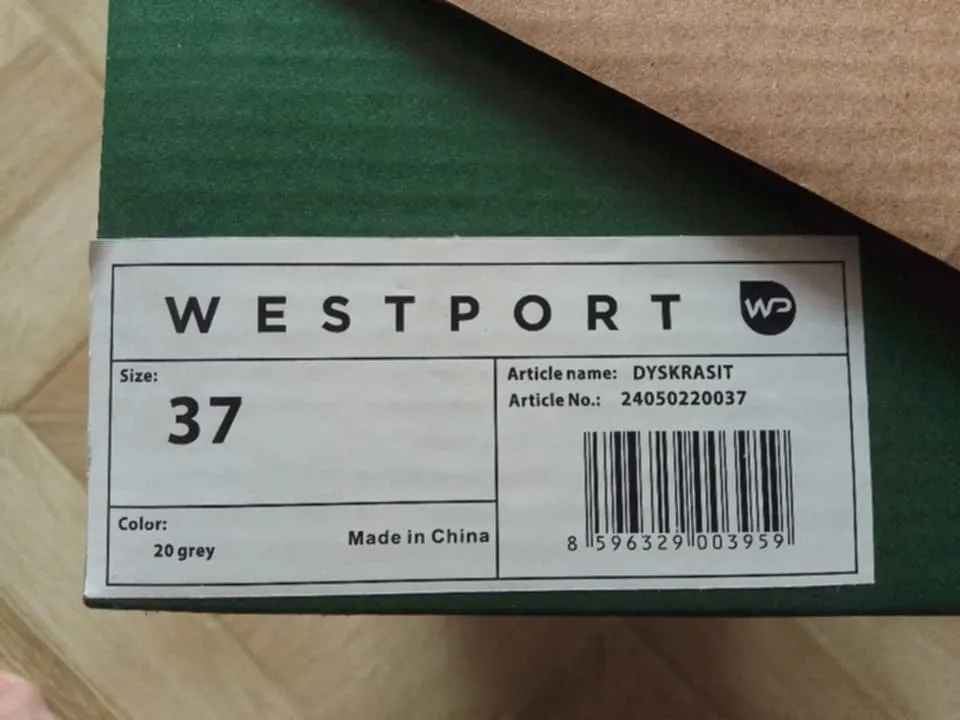 WESTPORT WP
Size:
37
Article name: DYSKRASIT
Article No.: 24050220037
8 596329 003959
Color:
20 grey
Made in China